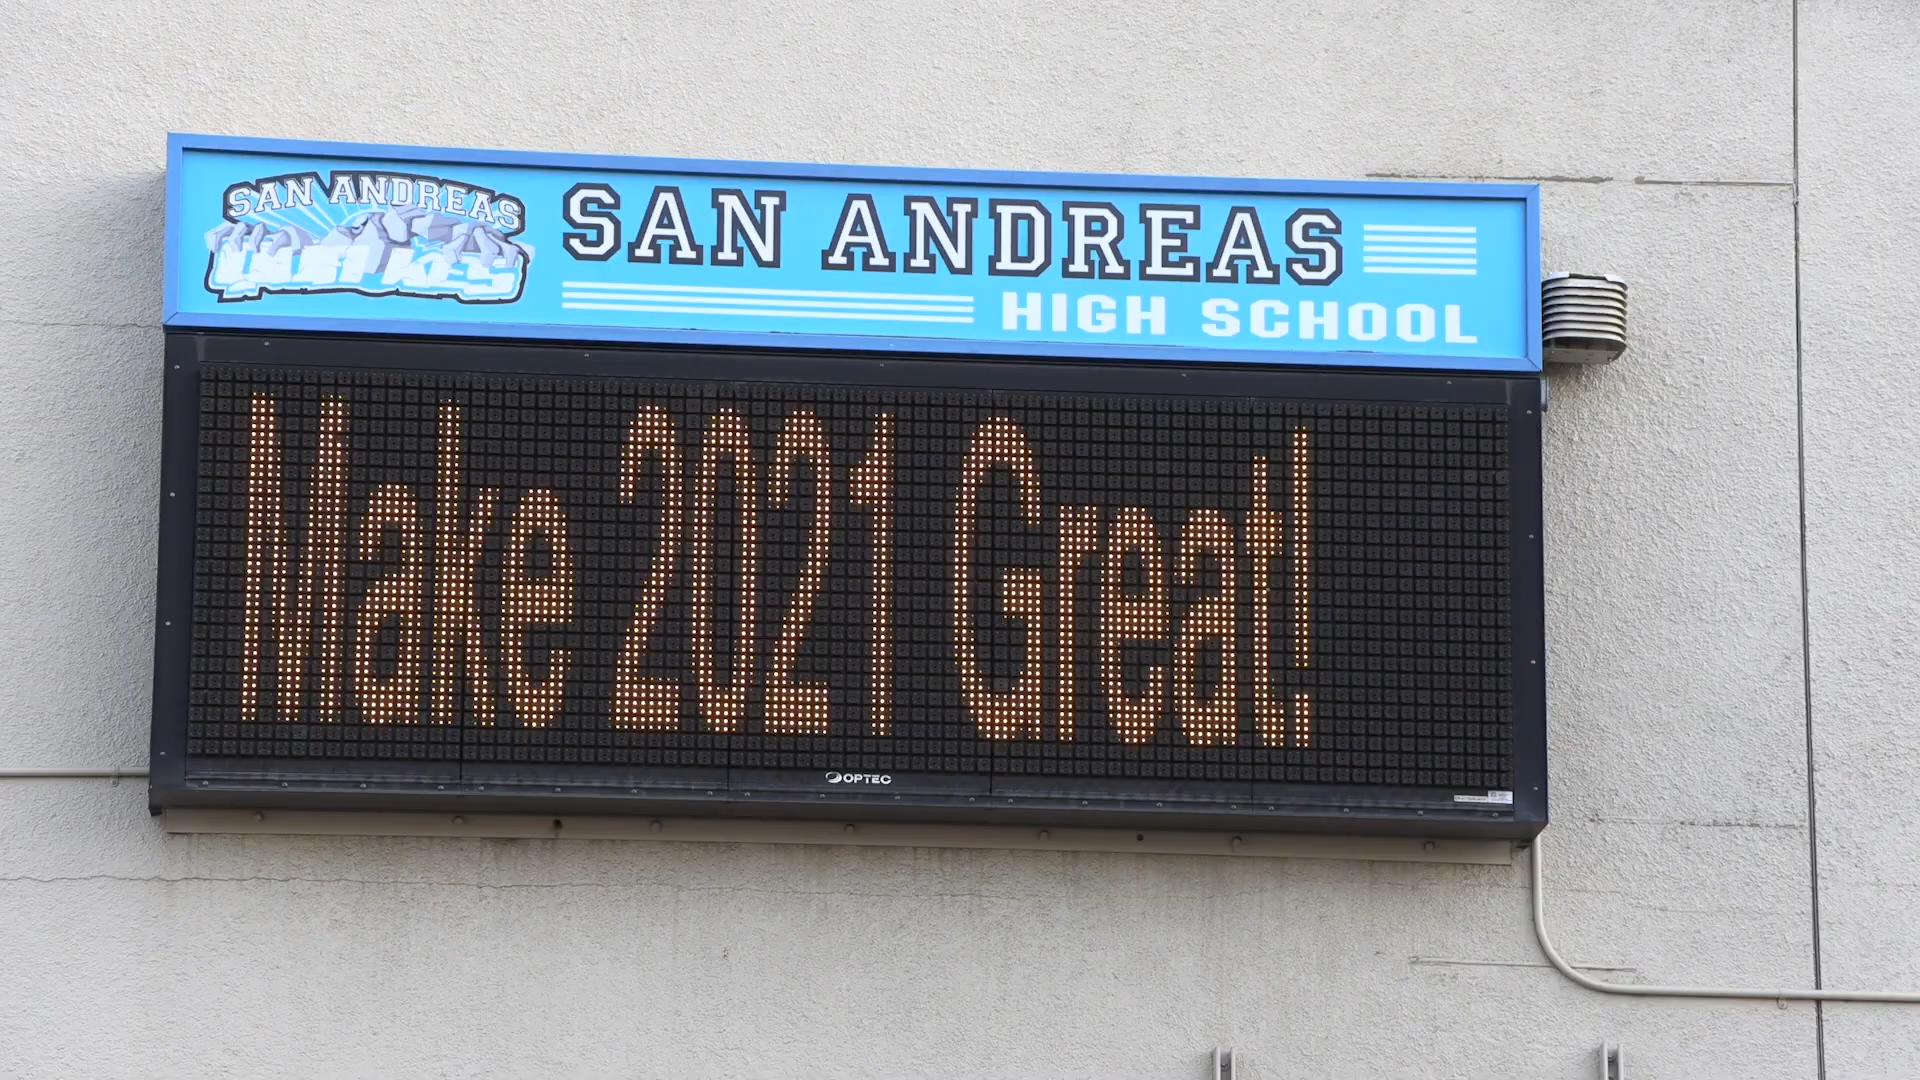 SAN ANDREAS
SAN ANDREAS
HIGH SCHOOL
Make 2021 Great!
OPTEC